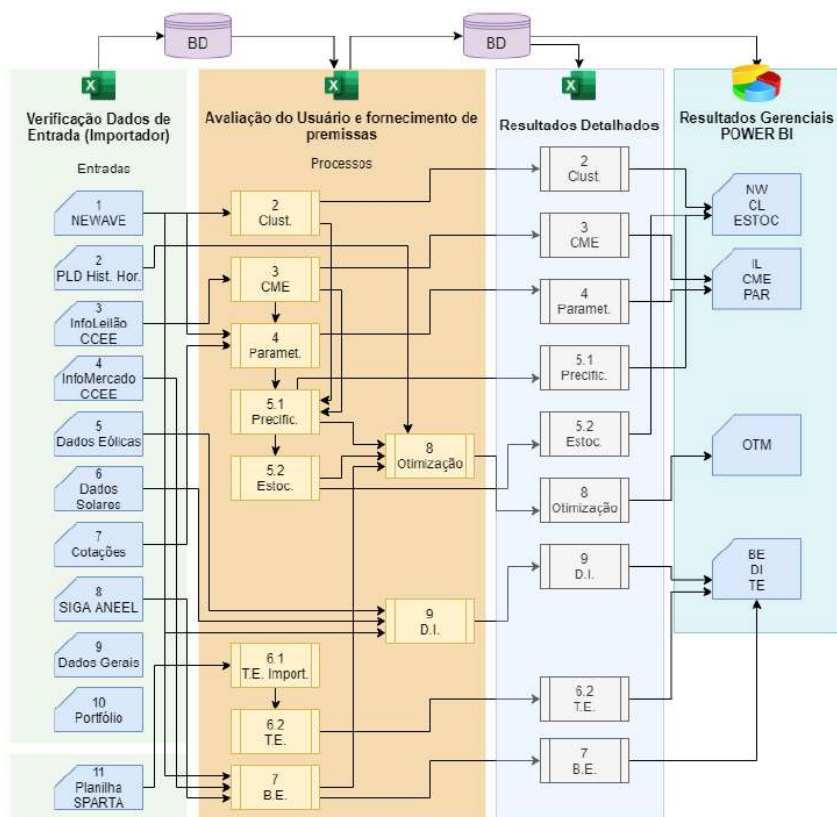 BD
BD
Verificação Dados de
Entrada (Importador)
Entradas
1
NEWAVE
2
PLD Hist. Hor.
3
InfoLeilão
CCEE
4
InfoMercado
CCEE
5
Dados Eólicas
6
Dados
Solares
7
Cotações
8
SIGA ANEEL
9
Dados Gerais
10
Portfólio
11
Planilha
SPARTA
Avaliação do Usuário e fornecimento de
premissas
Processos
2
Clust.
3
CME
4
Paramet.
5.1
Precific.
5.2
Estoc.
8
Otimização
9
D.I.
6.1
T.E. Import.
6.2
T.E.
7
B.E.
Resultados Detalhados
2
Clust.
3
CME
4
Paramet.
5.1
Precific.
5.2
Estoc.
8
Otimização
9
D.I.
6.2
T.E.
7
B.E.
Resultados Gerenciais
POWER BI
NW
CL
ESTOC
IL
CME
PAR
OTM
BE
DI
TE